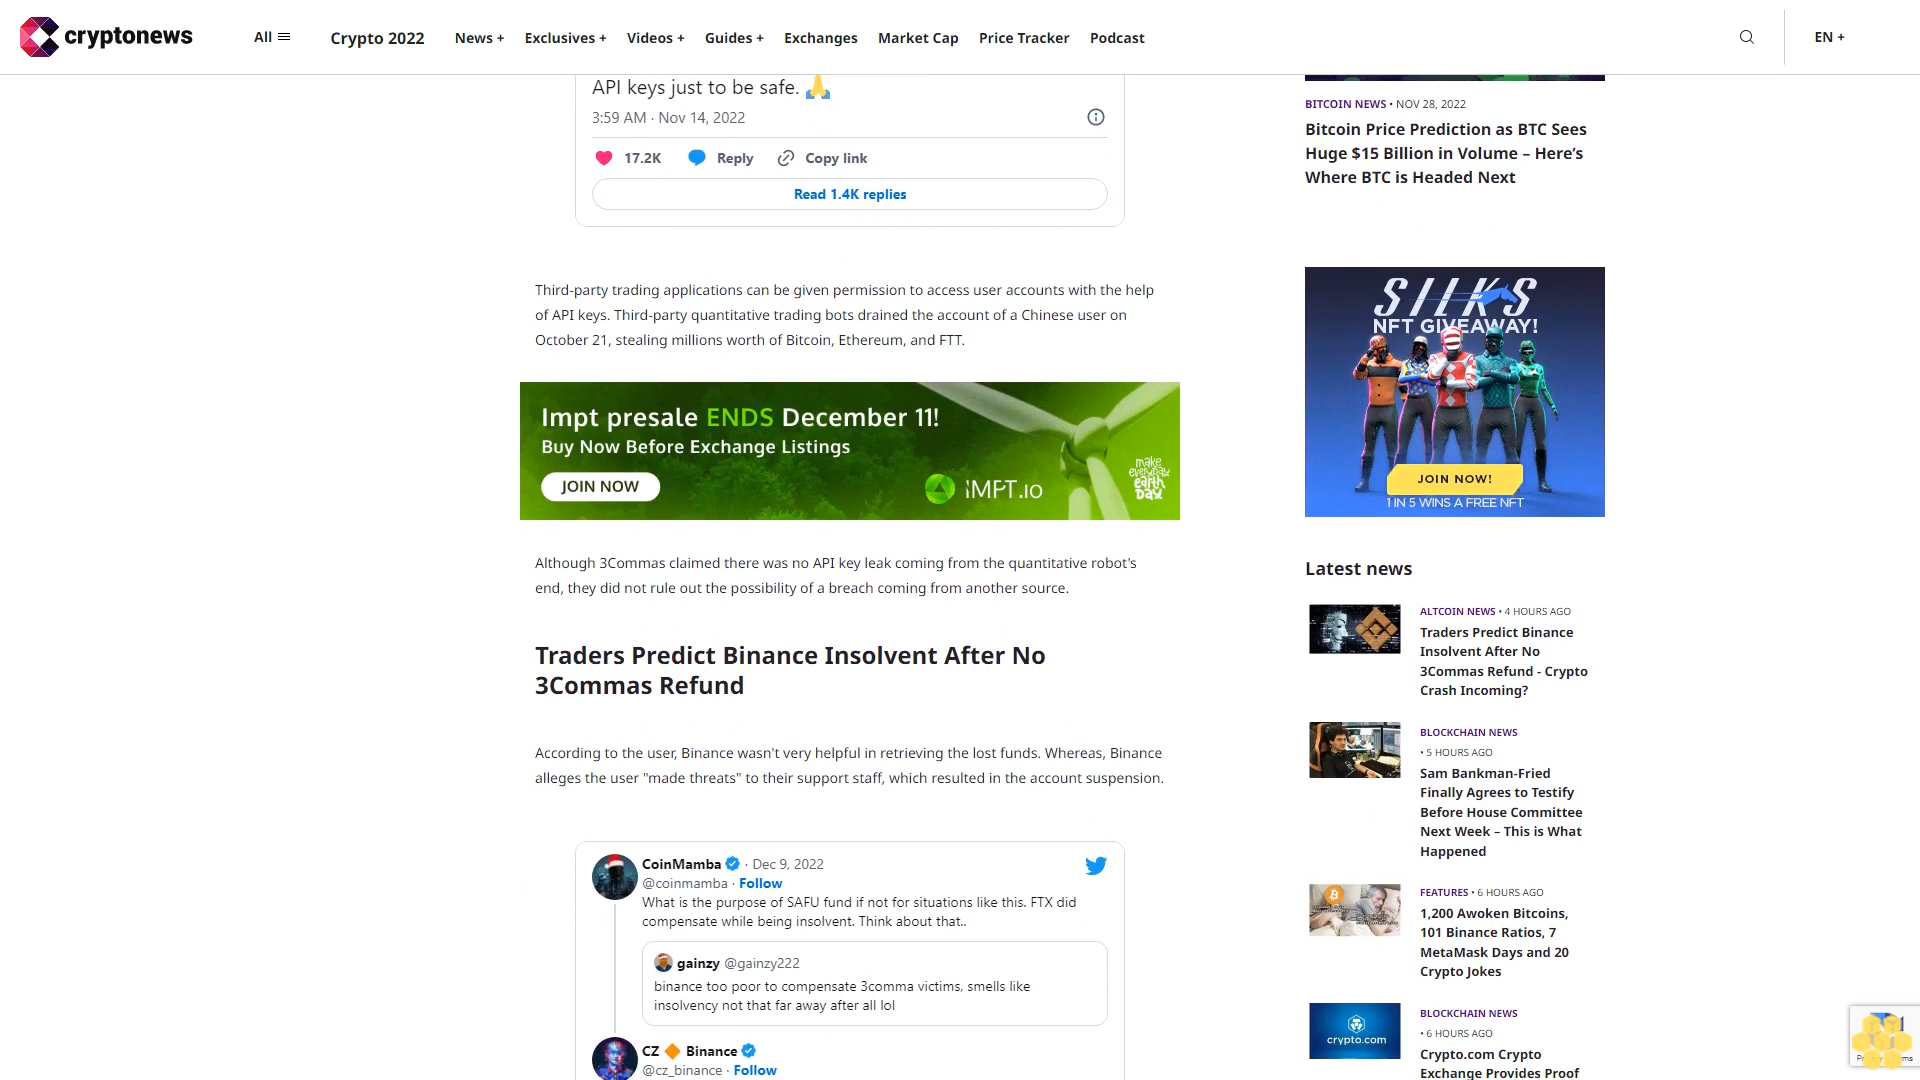 cryptonews
All
Crypto 2022
News +
Exclusives +
Videos +
Guides +
Exchanges
Market Cap
Price Tracker
Podcast
EN +
API keys just to be safe. 🙏
3:59 AM · Nov 14, 2022
17.2K
Reply
Copy link
Read 1.4K replies
Third-party trading applications can be given permission to access user accounts with the help
of API keys. Third-party quantitative trading bots drained the account of a Chinese user on
October 21, stealing millions worth of Bitcoin, Ethereum, and FTT.
Impt presale ENDS December 11!
Buy Now Before Exchange Listings
JOIN NOW
iMPT.io
make
everyday
earth
day
Although 3Commas claimed there was no API key leak coming from the quantitative robot's
end, they did not rule out the possibility of a breach coming from another source.
Traders Predict Binance Insolvent After No
3Commas Refund
According to the user, Binance wasn't very helpful in retrieving the lost funds. Whereas, Binance
alleges the user "made threats" to their support staff, which resulted in the account suspension.
CoinMamba · Dec 9, 2022
@coinmamba · Follow
What is the purpose of SAFU fund if not for situations like this. FTX did
compensate while being insolvent. Think about that..
gainzy @gainzy222
binance too poor to compensate 3comma victims, smells like
insolvency not that far away after all lol
CZ 🔶 Binance
@cz_binance · Follow
BITCOIN NEWS • NOV 28, 2022
Bitcoin Price Prediction as BTC Sees
Huge $15 Billion in Volume – Here’s
Where BTC is Headed Next
SILKS
NFT GIVEAWAY!
JOIN NOW!
1 IN 5 WINS A FREE NFT
Latest news
ALTCOIN NEWS • 4 HOURS AGO
Traders Predict Binance
Insolvent After No
3Commas Refund - Crypto
Crash Incoming?
BLOCKCHAIN NEWS
• 5 HOURS AGO
Sam Bankman-Fried
Finally Agrees to Testify
Before House Committee
Next Week – This is What
Happened
FEATURES • 6 HOURS AGO
1,200 Awoken Bitcoins,
101 Binance Ratios, 7
MetaMask Days and 20
Crypto Jokes
crypto.com
BLOCKCHAIN NEWS
• 6 HOURS AGO
Crypto.com Crypto
Exchange Provides Proof